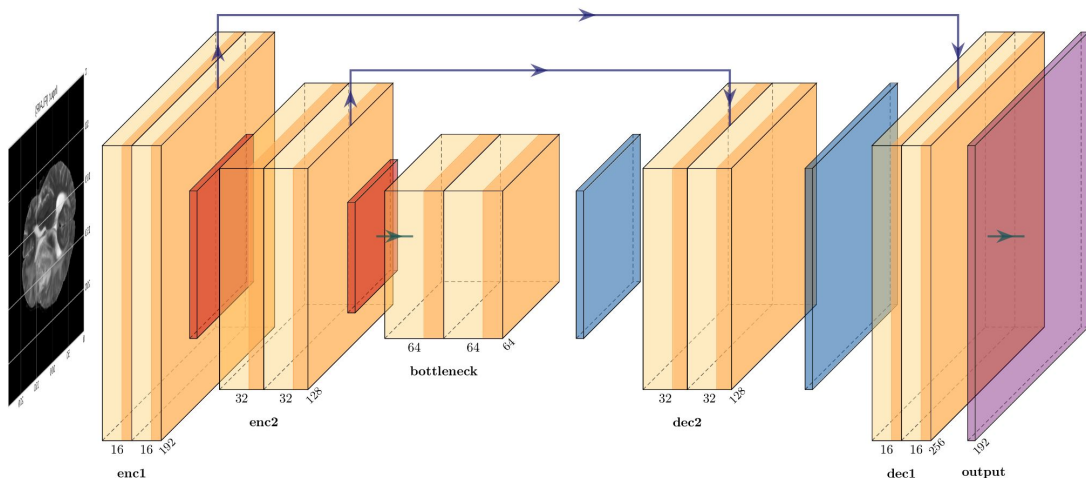 16 16 192
enc1
32 32 128
enc2
64 64 64
bottleneck
32 32 128
dec2
16 16 256
dec1
192
output